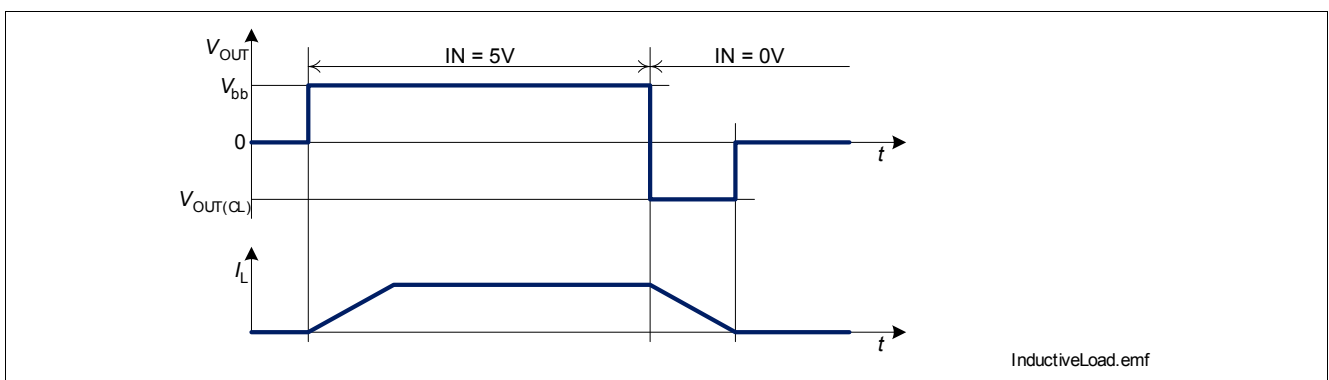 V_OUT
IN = 5V
IN = 0V
V_bb
0
t
V_OUT(CL)
I_L
t
InductiveLoad.emf